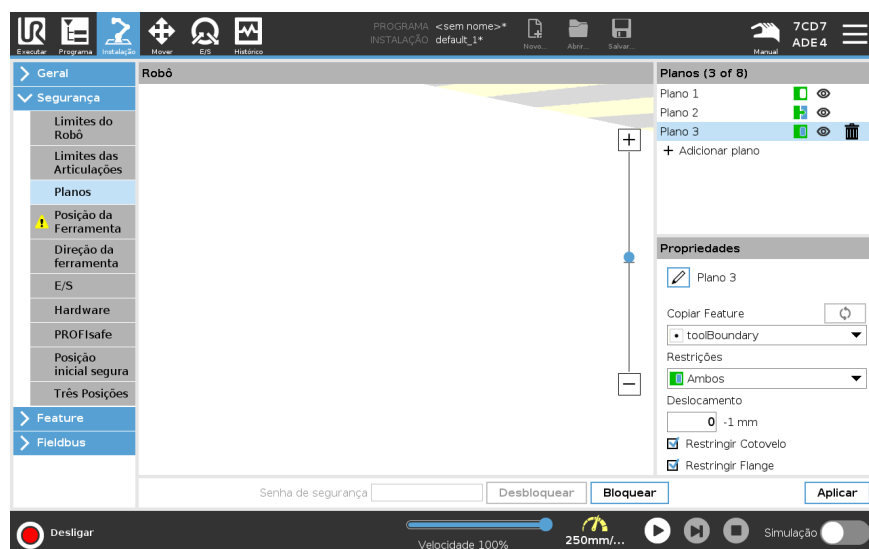 Executar
Programa
Instalação
Mover
E/S
Histórico
PROGRAMA <sem nome>*
INSTALAÇÃO default_1*
Novo...
Abrir...
Salvar...
Manual
7CD7
ADE4
Geral
Segurança
Limites do
Robô
Limites das
Articulações
Planos
Posição da
Ferramenta
Direção da
ferramenta
E/S
Hardware
PROFIsafe
Posição
inicial segura
Três Posições
Feature
Fieldbus
Robô
+
−
Planos (3 of 8)
Plano 1
Plano 2
Plano 3
+ Adicionar plano
Propriedades
Plano 3
Copiar Feature
toolBoundary
Restrições
Ambos
Deslocamento
0 -1 mm
Restringir Cotovelo
Restringir Flange
Senha de segurança
Desbloquear
Bloquear
Aplicar
Desligar
Velocidade 100%
250mm/...
Simulação